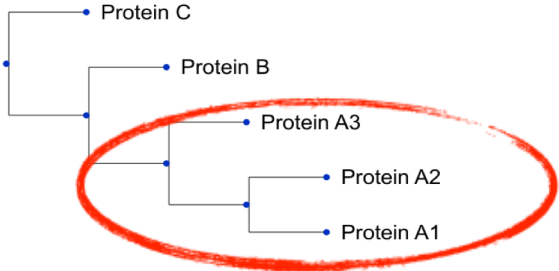 Protein C
Protein B
Protein A3
Protein A2
Protein A1